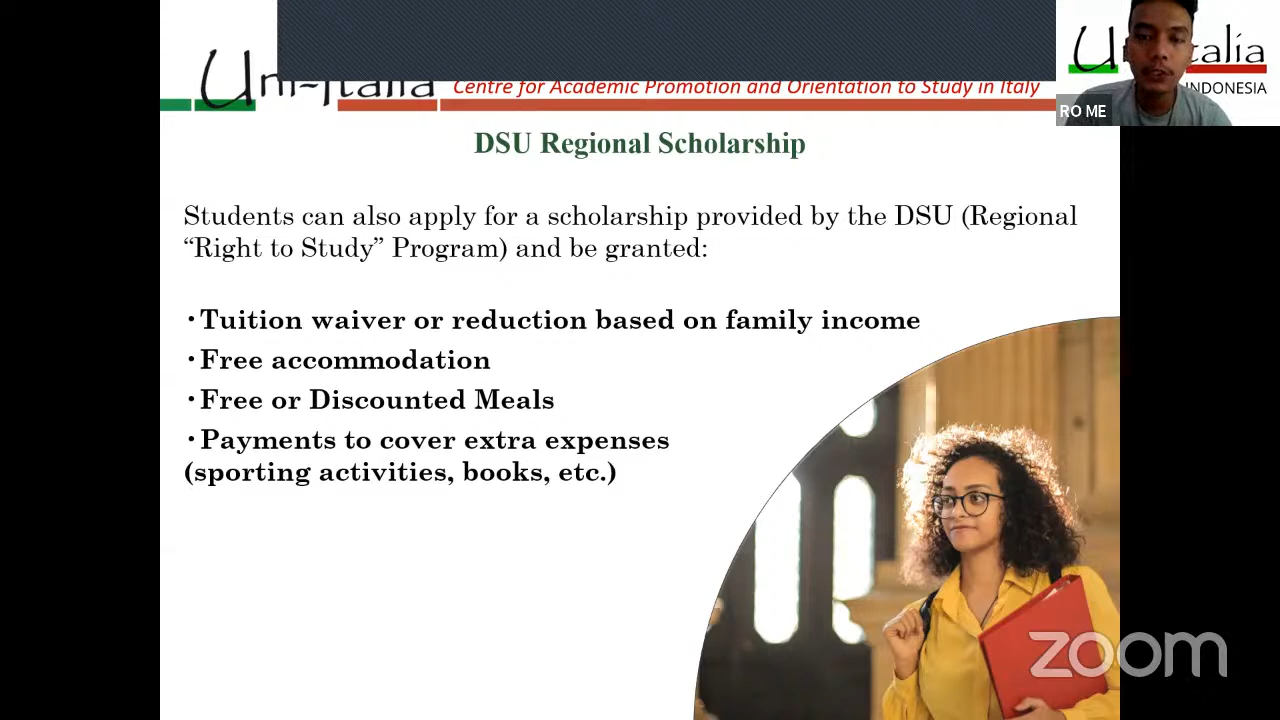 Uni-Italia
Centre for Academic Promotion and Orientation to Study in Italy
talia
INDONESIA
RO ME
DSU Regional Scholarship
Students can also apply for a scholarship provided by the DSU (Regional
“Right to Study” Program) and be granted:
•Tuition waiver or reduction based on family income
•Free accommodation
•Free or Discounted Meals
•Payments to cover extra expenses
(sporting activities, books, etc.)
zoom